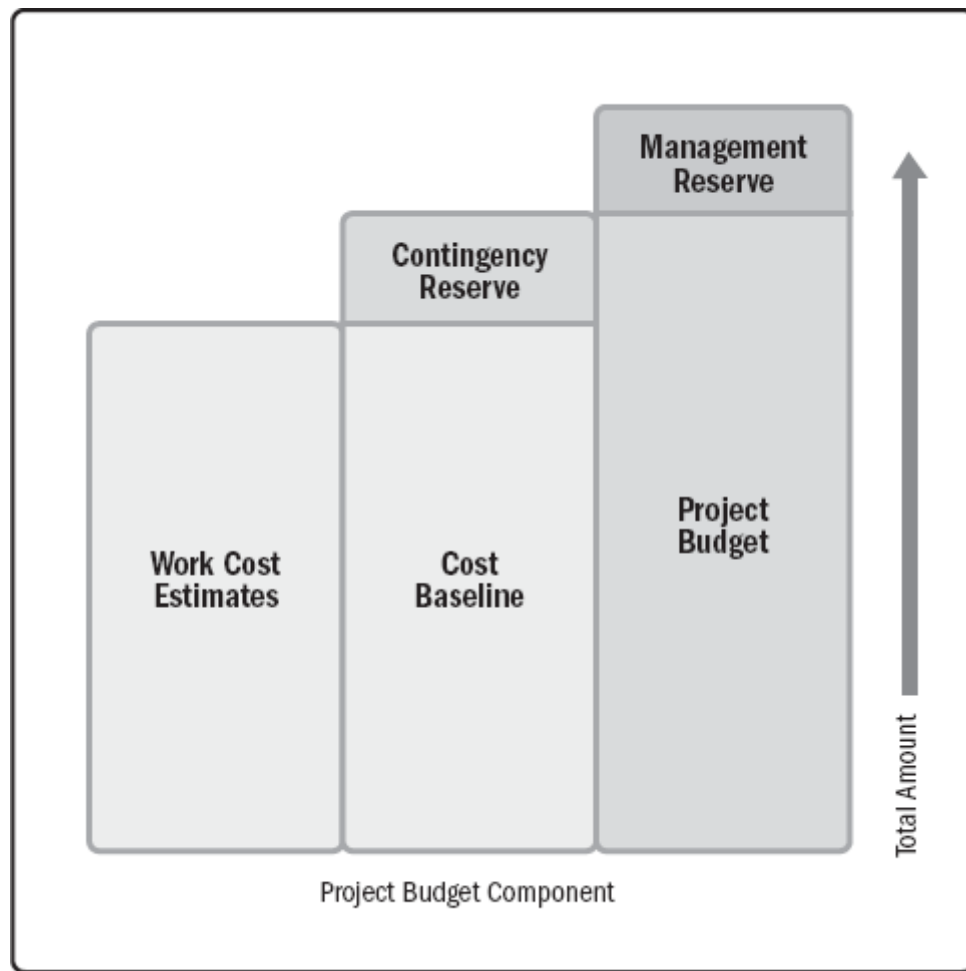 Management
Reserve
Contingency
Reserve
Work Cost
Estimates
Cost
Baseline
Project
Budget
Total Amount
Project Budget Component